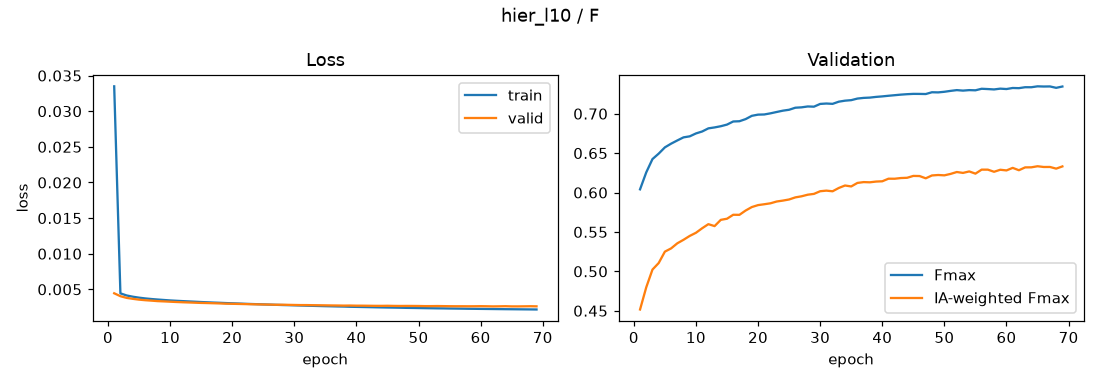 hier_l10 / F
Loss
0.035
0.030
0.025
0.020
0.015
0.010
0.005
loss
0 10 20 30 40 50 60 70
epoch
train
valid
Validation
0.70
0.65
0.60
0.55
0.50
0.45
0 10 20 30 40 50 60 70
epoch
Fmax
IA-weighted Fmax